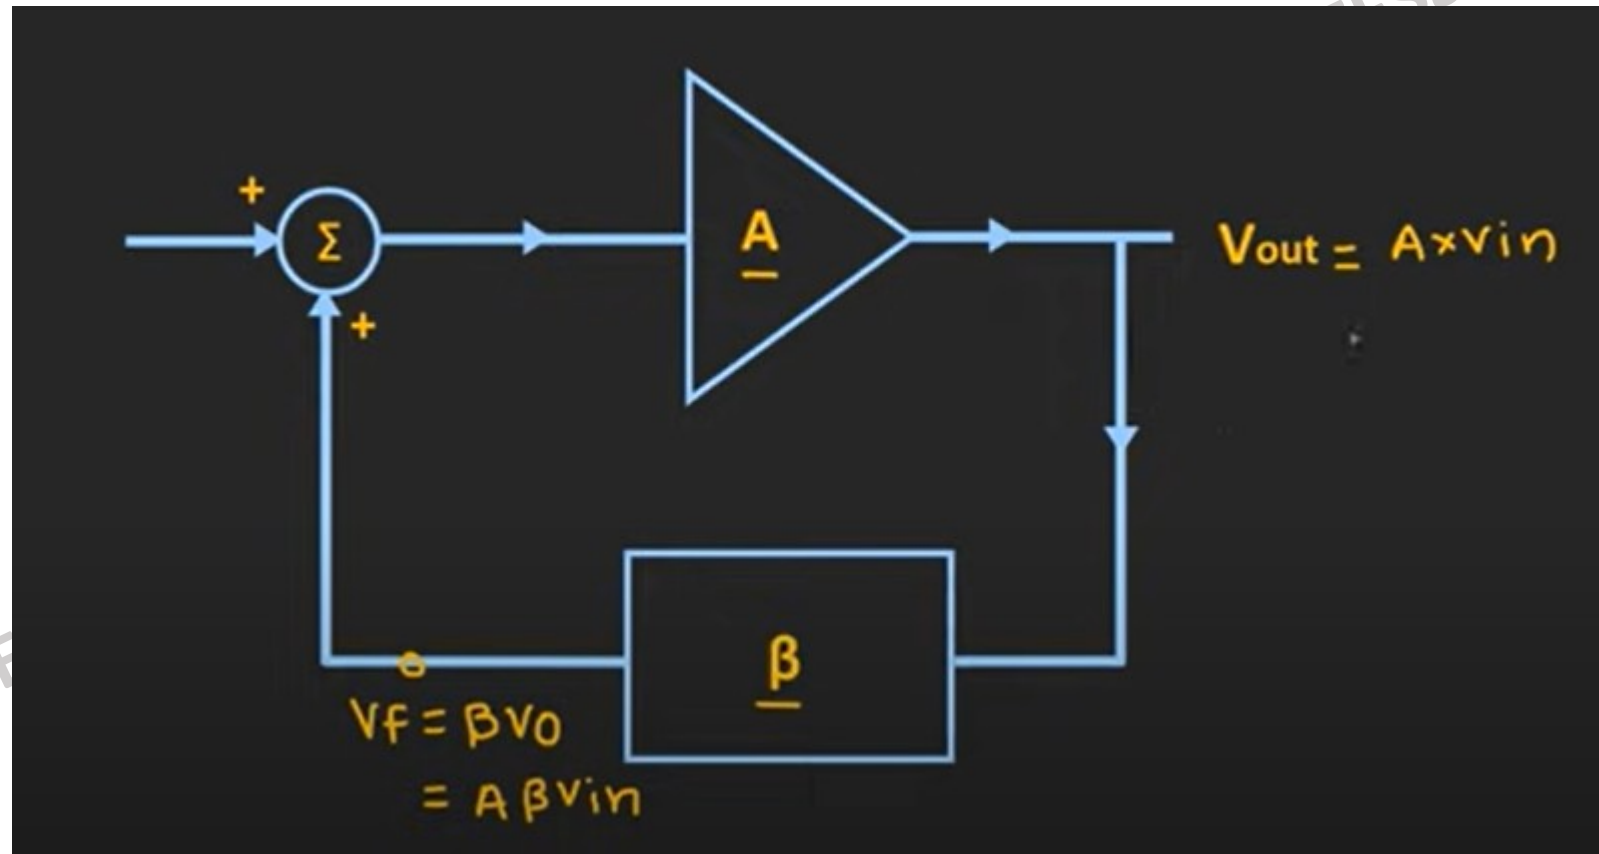 +
Σ
+
A
Vout = A×vin
β
Vf = βVo
= Aβvin